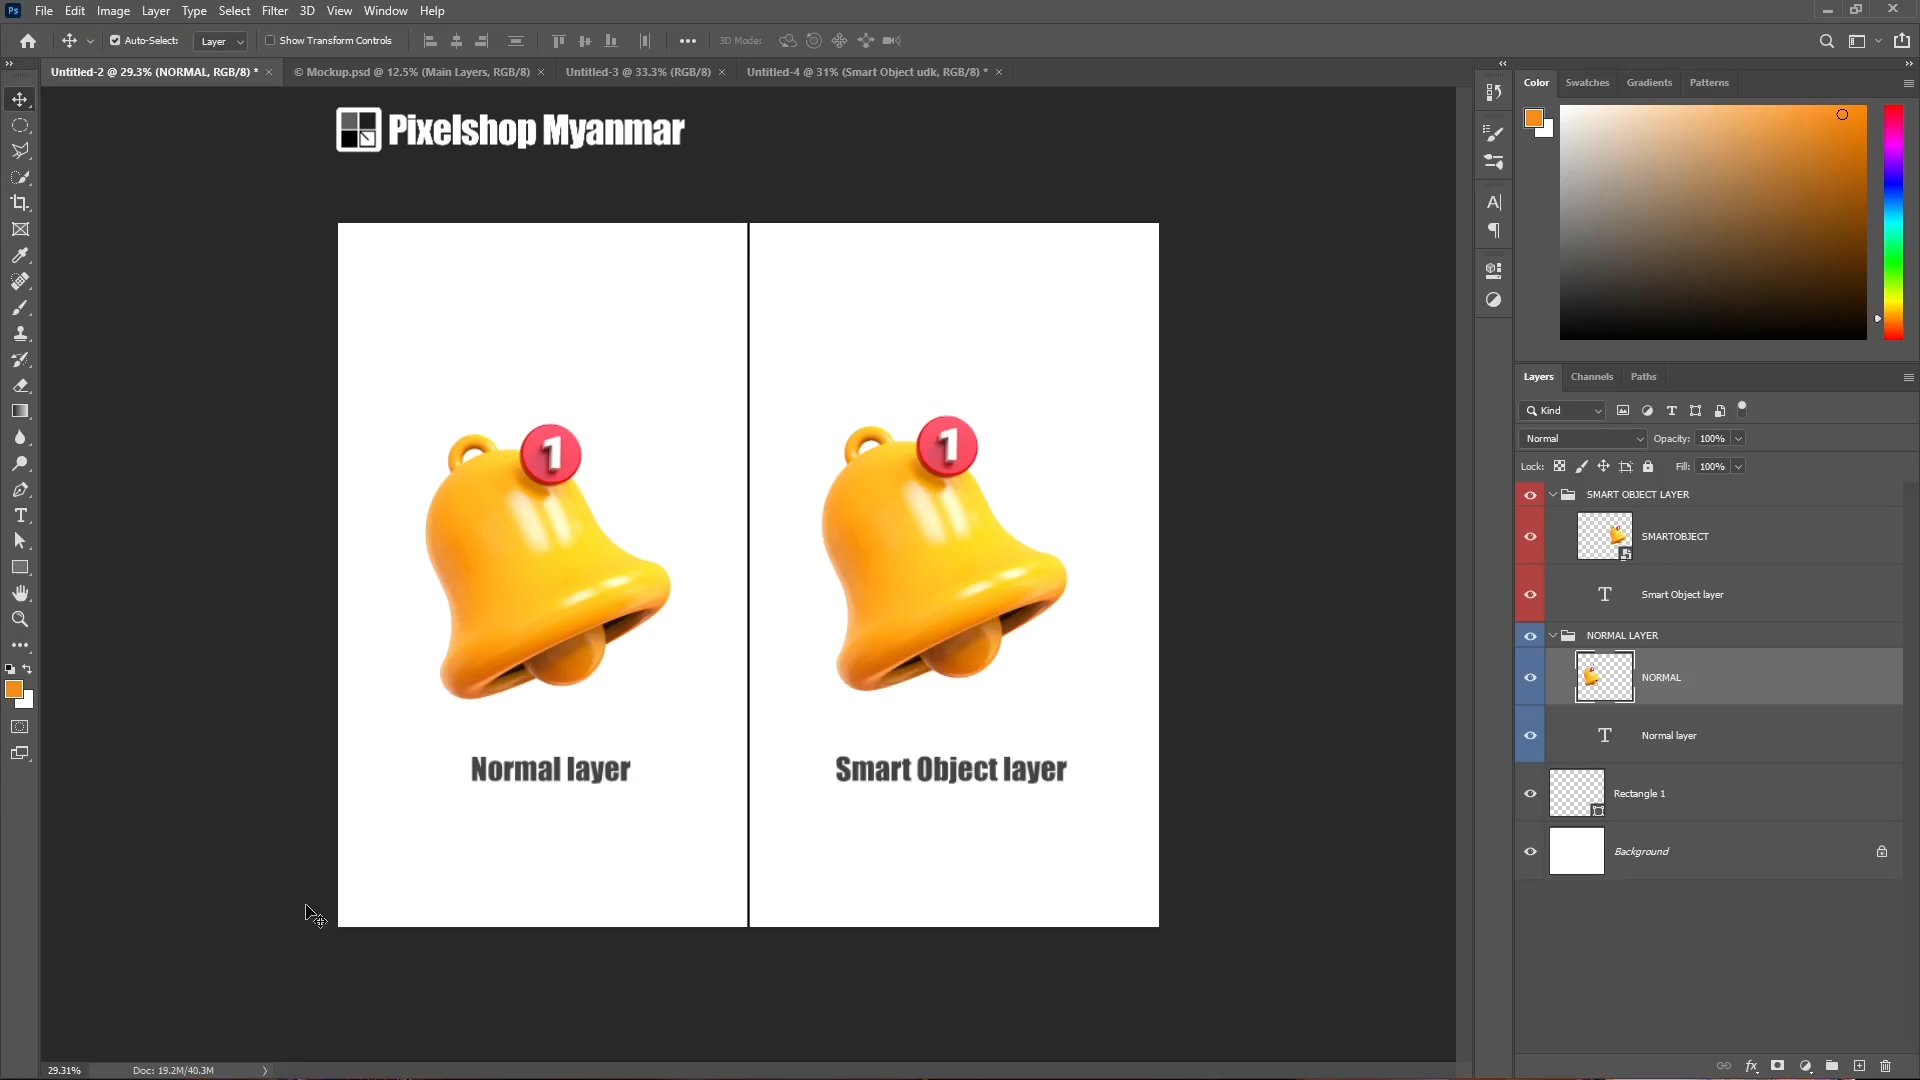 Ps File Edit Image Layer Type Select Filter 3D View Window Help
Auto-Select: Layer Show Transform Controls 3D Mode:
Untitled-2 @ 29.3% (NORMAL, RGB/8) * × © Mockup.psd @ 12.5% (Main Layers, RGB/8) × Untitled-3 @ 33.3% (RGB/8) × Untitled-4 @ 31% (Smart Object udk, RGB/8) * ×
Color Swatches Gradients Patterns
Pixelshop Myanmar
1
1
Normal layer
Smart Object layer
Layers Channels Paths
Kind
Normal Opacity: 100%
Lock: Fill: 100%
SMART OBJECT LAYER
SMARTOBJECT
Smart Object layer
NORMAL LAYER
NORMAL
Normal layer
Rectangle 1
Background
29.31% Doc: 19.2M/40.3M